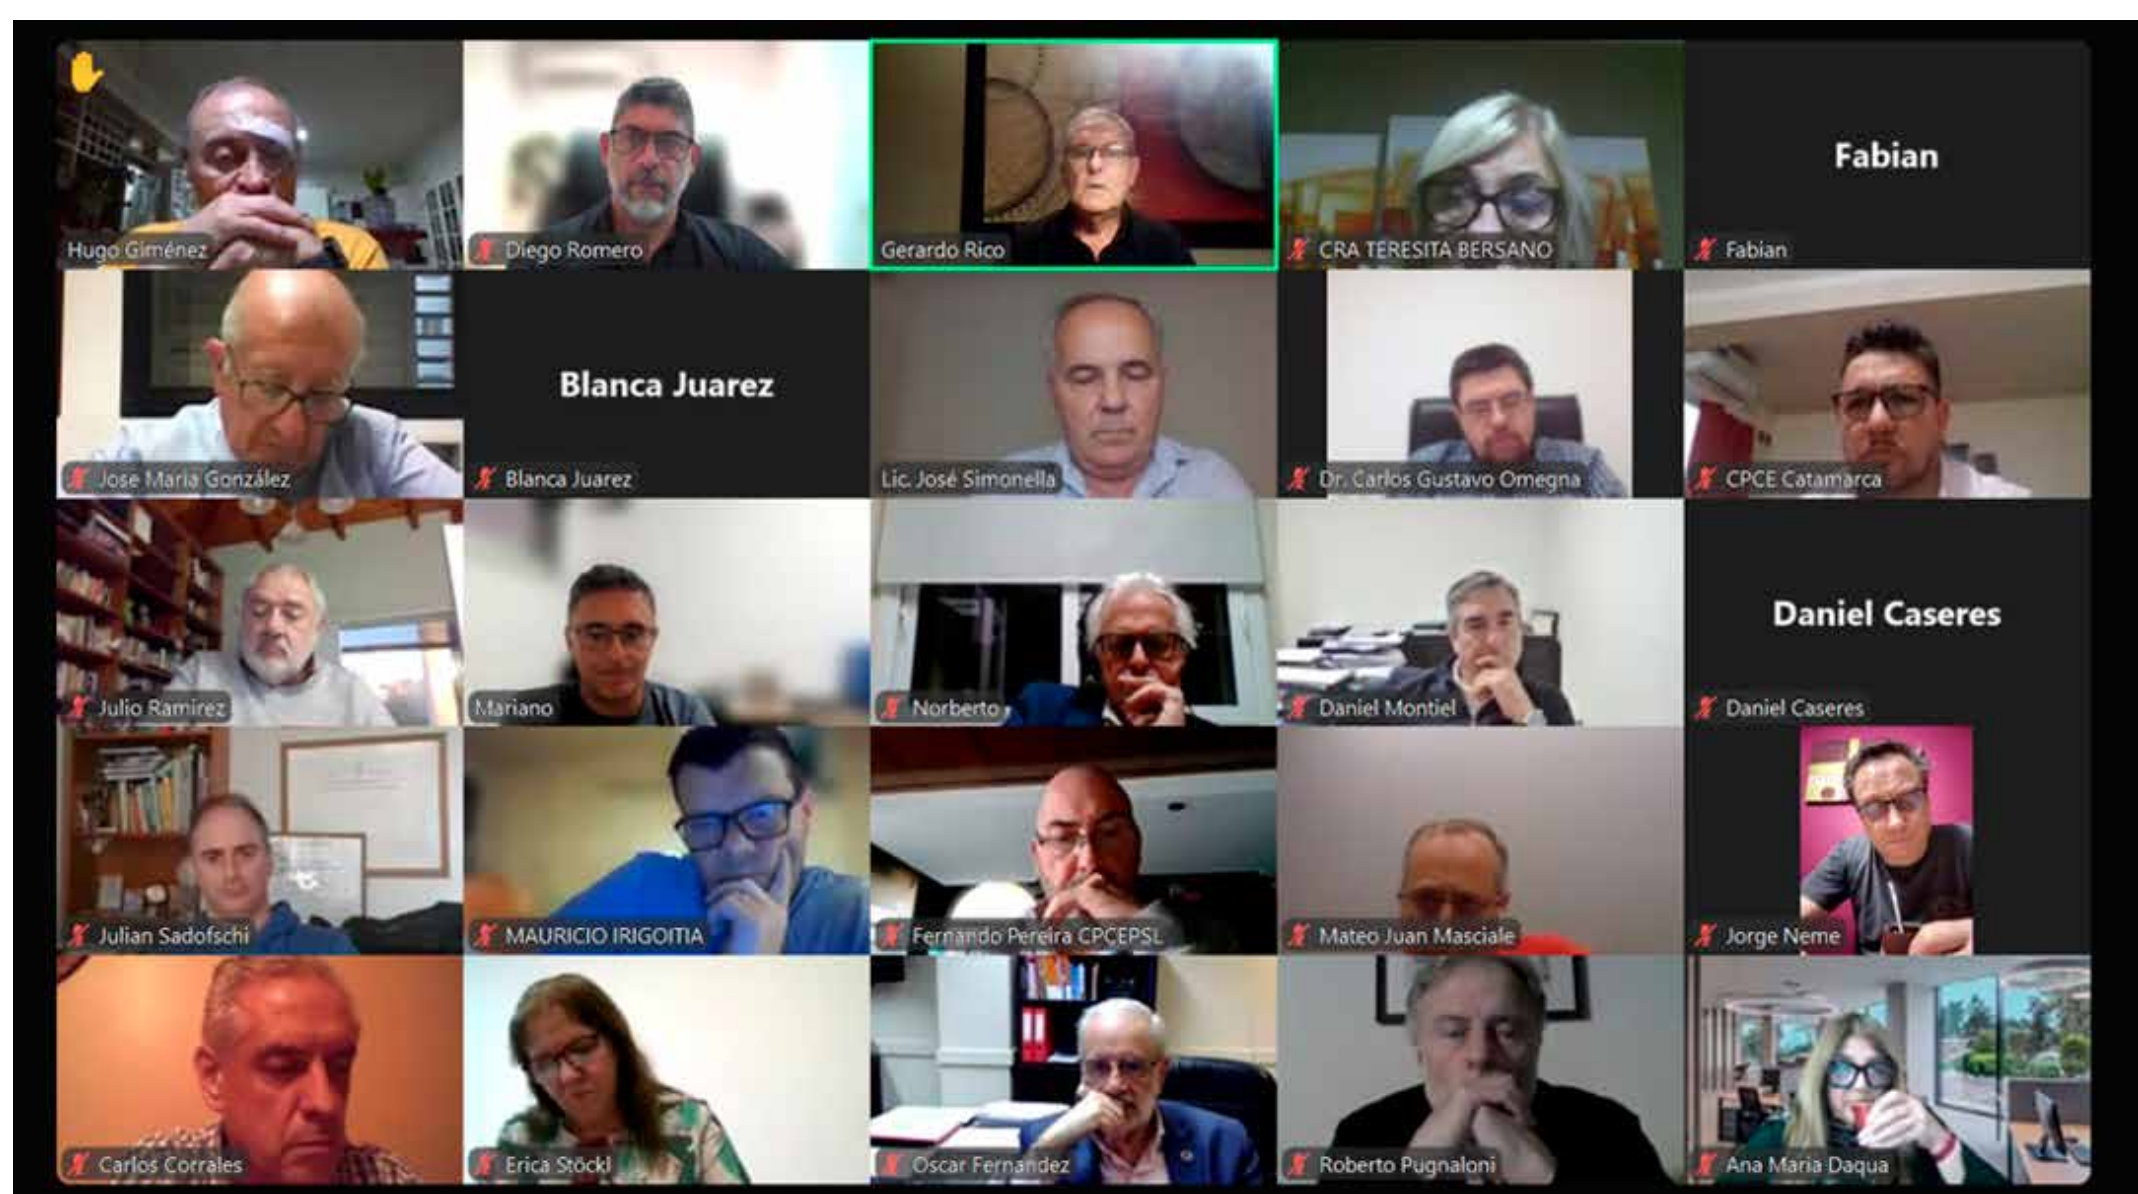 Hugo Giménez
Diego Romero
Gerardo Rico
CRA TERESITA BERSANO
Fabian
Fabian
Jose Maria González
Blanca Juarez
Blanca Juarez
Lic. José Simonella
Dr. Carlos Gustavo Omegna
CPCE Catamarca
Julio Ramirez
Mariano
Norberto
Daniel Montiel
Daniel Caseres
Daniel Caseres
Julian Sadofschi
MAURICIO IRIGOITIA
Fernando Pereira CPCEPSL
Mateo Juan Masciale
Jorge Neme
Carlos Corrales
Erica Stöckl
Oscar Fernandez
Roberto Pugnaloni
Ana Maria Daqua